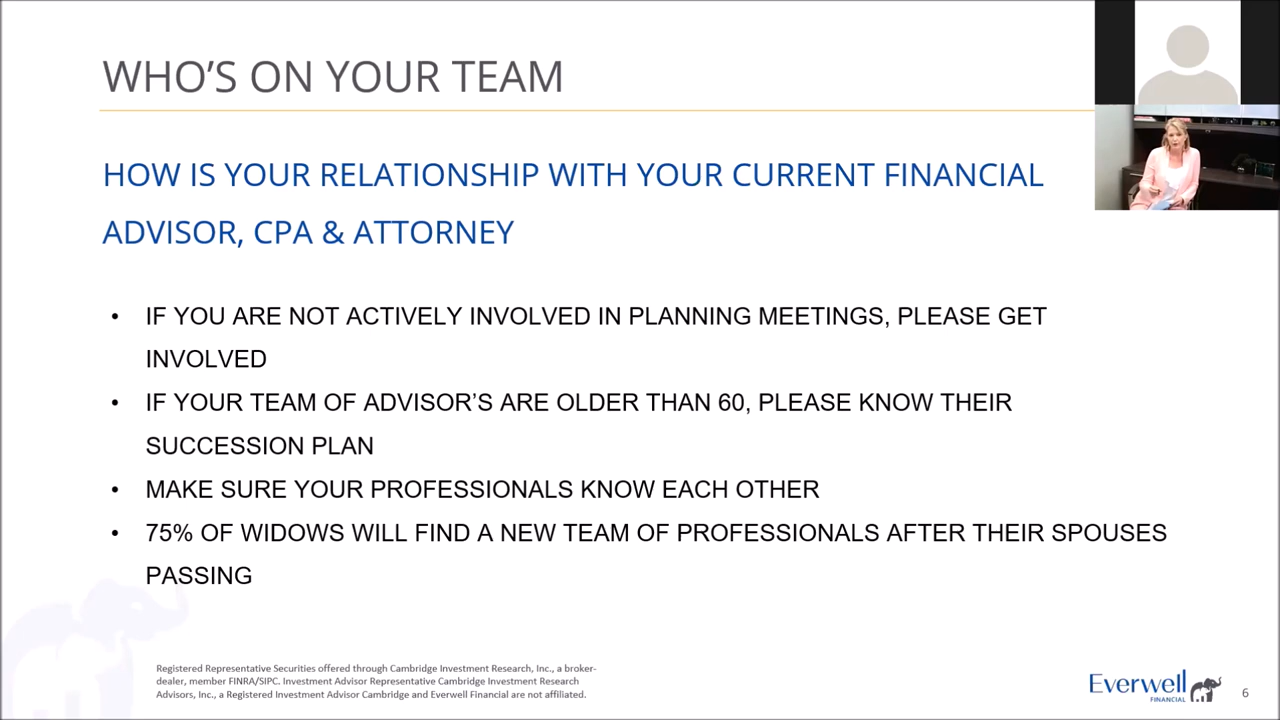 WHO'S ON YOUR TEAM
HOW IS YOUR RELATIONSHIP WITH YOUR CURRENT FINANCIAL
ADVISOR, CPA & ATTORNEY
• IF YOU ARE NOT ACTIVELY INVOLVED IN PLANNING MEETINGS, PLEASE GET
INVOLVED
• IF YOUR TEAM OF ADVISOR'S ARE OLDER THAN 60, PLEASE KNOW THEIR
SUCCESSION PLAN
• MAKE SURE YOUR PROFESSIONALS KNOW EACH OTHER
• 75% OF WIDOWS WILL FIND A NEW TEAM OF PROFESSIONALS AFTER THEIR SPOUSES
PASSING
Registered Representative Securities offered through Cambridge Investment Research, Inc., a broker-
dealer, member FINRA/SIPC. Investment Advisor Representative Cambridge Investment Research
Advisors, Inc., a Registered Investment Advisor Cambridge and Everwell Financial are not affiliated.
Everwell
FINANCIAL
6